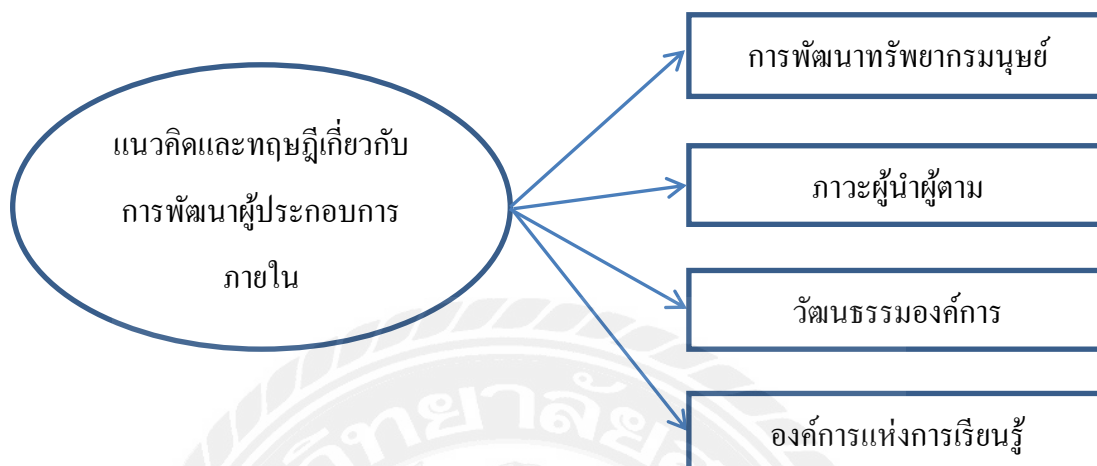 แนวคิดและทฤษฎีเกี่ยวกับ
การพัฒนาผู้ประกอบการ
ภายใน
การพัฒนาทรัพยากรมนุษย์
ภาวะผู้นำผู้ตาม
วัฒนธรรมองค์การ
องค์การแห่งการเรียนรู้